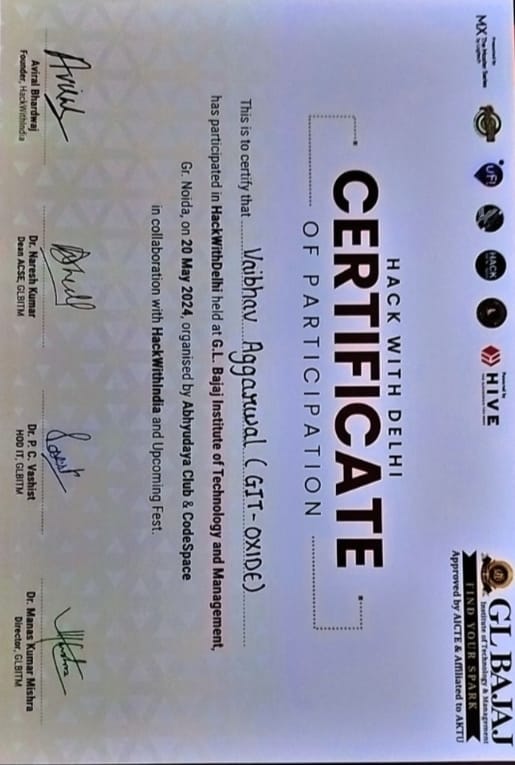 Presented by
MX The Master Series
by Logitech
UF!
HACK
Powered by
HIVE
GL BAJAJ
Institute of Technology & Management
FIND YOUR SPARK
Approved by AICTE & Affiliated to AKTU
HACK WITH DELHI
CERTIFICATE
OF PARTICIPATION
This is to certify that Vaibhav Aggarwal (GIT-OXIDE)
has participated in HackWithDelhi held at G.L. Bajaj Institute of Technology and Management,
Gr. Noida, on 20 May 2024, organised by Abhyudaya Club & CodeSpace
in collaboration with HackWithIndia and Upcoming Fest.
Aviral Bhardwaj
Founder, HackWithIndia
Dr. Naresh Kumar
Dean ACSE, GLBITM
Dr. P. C. Vashist
HOD IT, GLBITM
Dr. Manas Kumar Mishra
Director, GLBITM